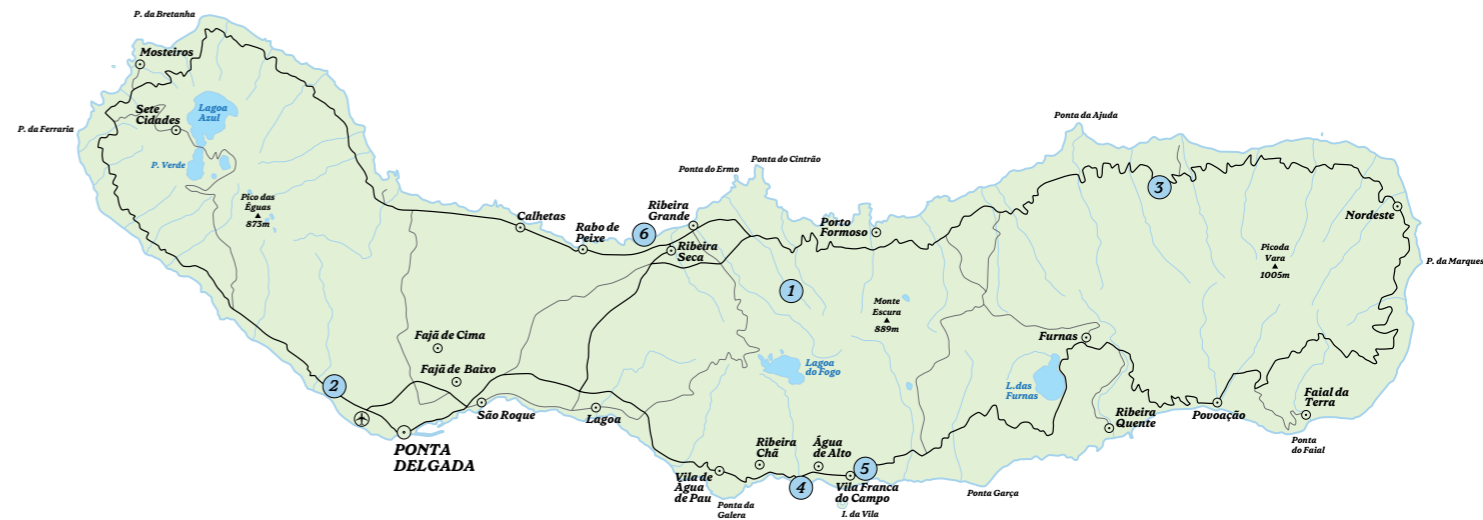 P. da Bretanha
Mosteiros
Sete
Cidades
Lagoa
Azul
P. da Ferraria
P. Verde
Pico das
Éguas
873m
Calhetas
Rabo de
Peixe
6
Ribeira
Grande
Ribeira
Seca
Ponta do Ermo
Ponta do Cintrão
Porto
Formoso
Ponta da Ajuda
3
Nordeste
Picoda
Vara
1005m
P. da Marquesa
1
Monte
Escura
889m
Lagoa
do Fogo
Furnas
L.das
Furnas
Fajã de Cima
Fajã de Baixo
2
São Roque
Lagoa
PONTA
DELGADA
Ribeira
Chã
Água
de Alto
5
Vila de
Água
de Pau
4
Vila Franca
do Campo
Ponta da
Galera
I. da Vila
Ponta Garça
Ribeira
Quente
Povoação
Faial da
Terra
Ponta
do Faial